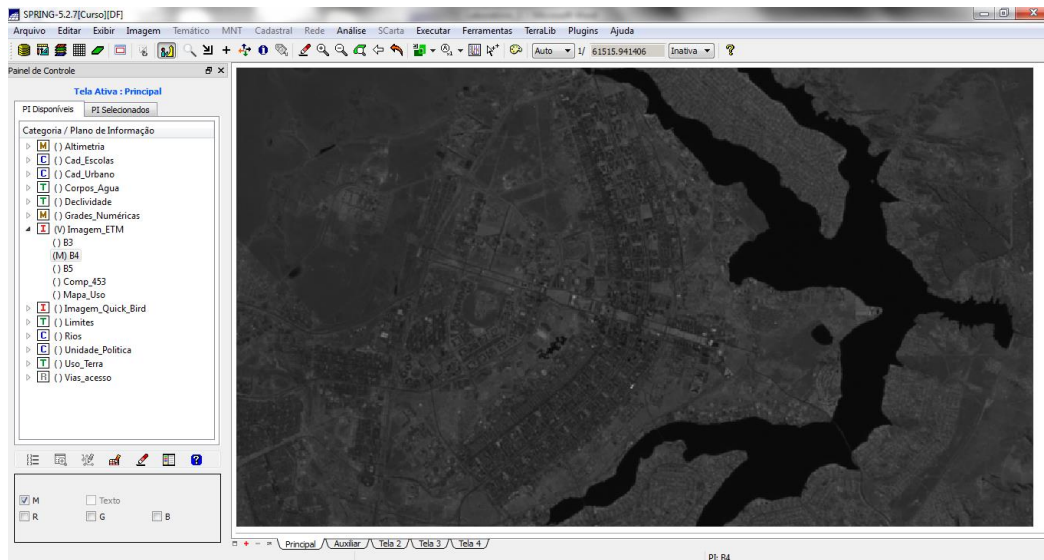 SPRING-5.2.7[Curso][DF]
Arquivo Editar Exibir Imagem Temático MNT Cadastral Rede Análise SCarta Executar Ferramentas TerraLib Plugins Ajuda
Auto 1/ 61515.941406 Inativa
Painel de Controle
Tela Ativa : Principal
PI Disponíveis PI Selecionados
Categoria / Plano de Informação
M () Altimetria
C () Cad_Escolas
C () Cad_Urbano
T () Corpos_Agua
T () Declividade
M () Grades_Numéricas
I (V) Imagem_ETM
() B3
(M) B4
() B5
() Comp_453
() Mapa_Uso
I () Imagem_Quick_Bird
T () Limites
C () Rios
C () Unidade_Politica
T () Uso_Terra
R () Vias_acesso
M Texto
R G B
Principal Auxiliar Tela 2 Tela 3 Tela 4
PI: B4